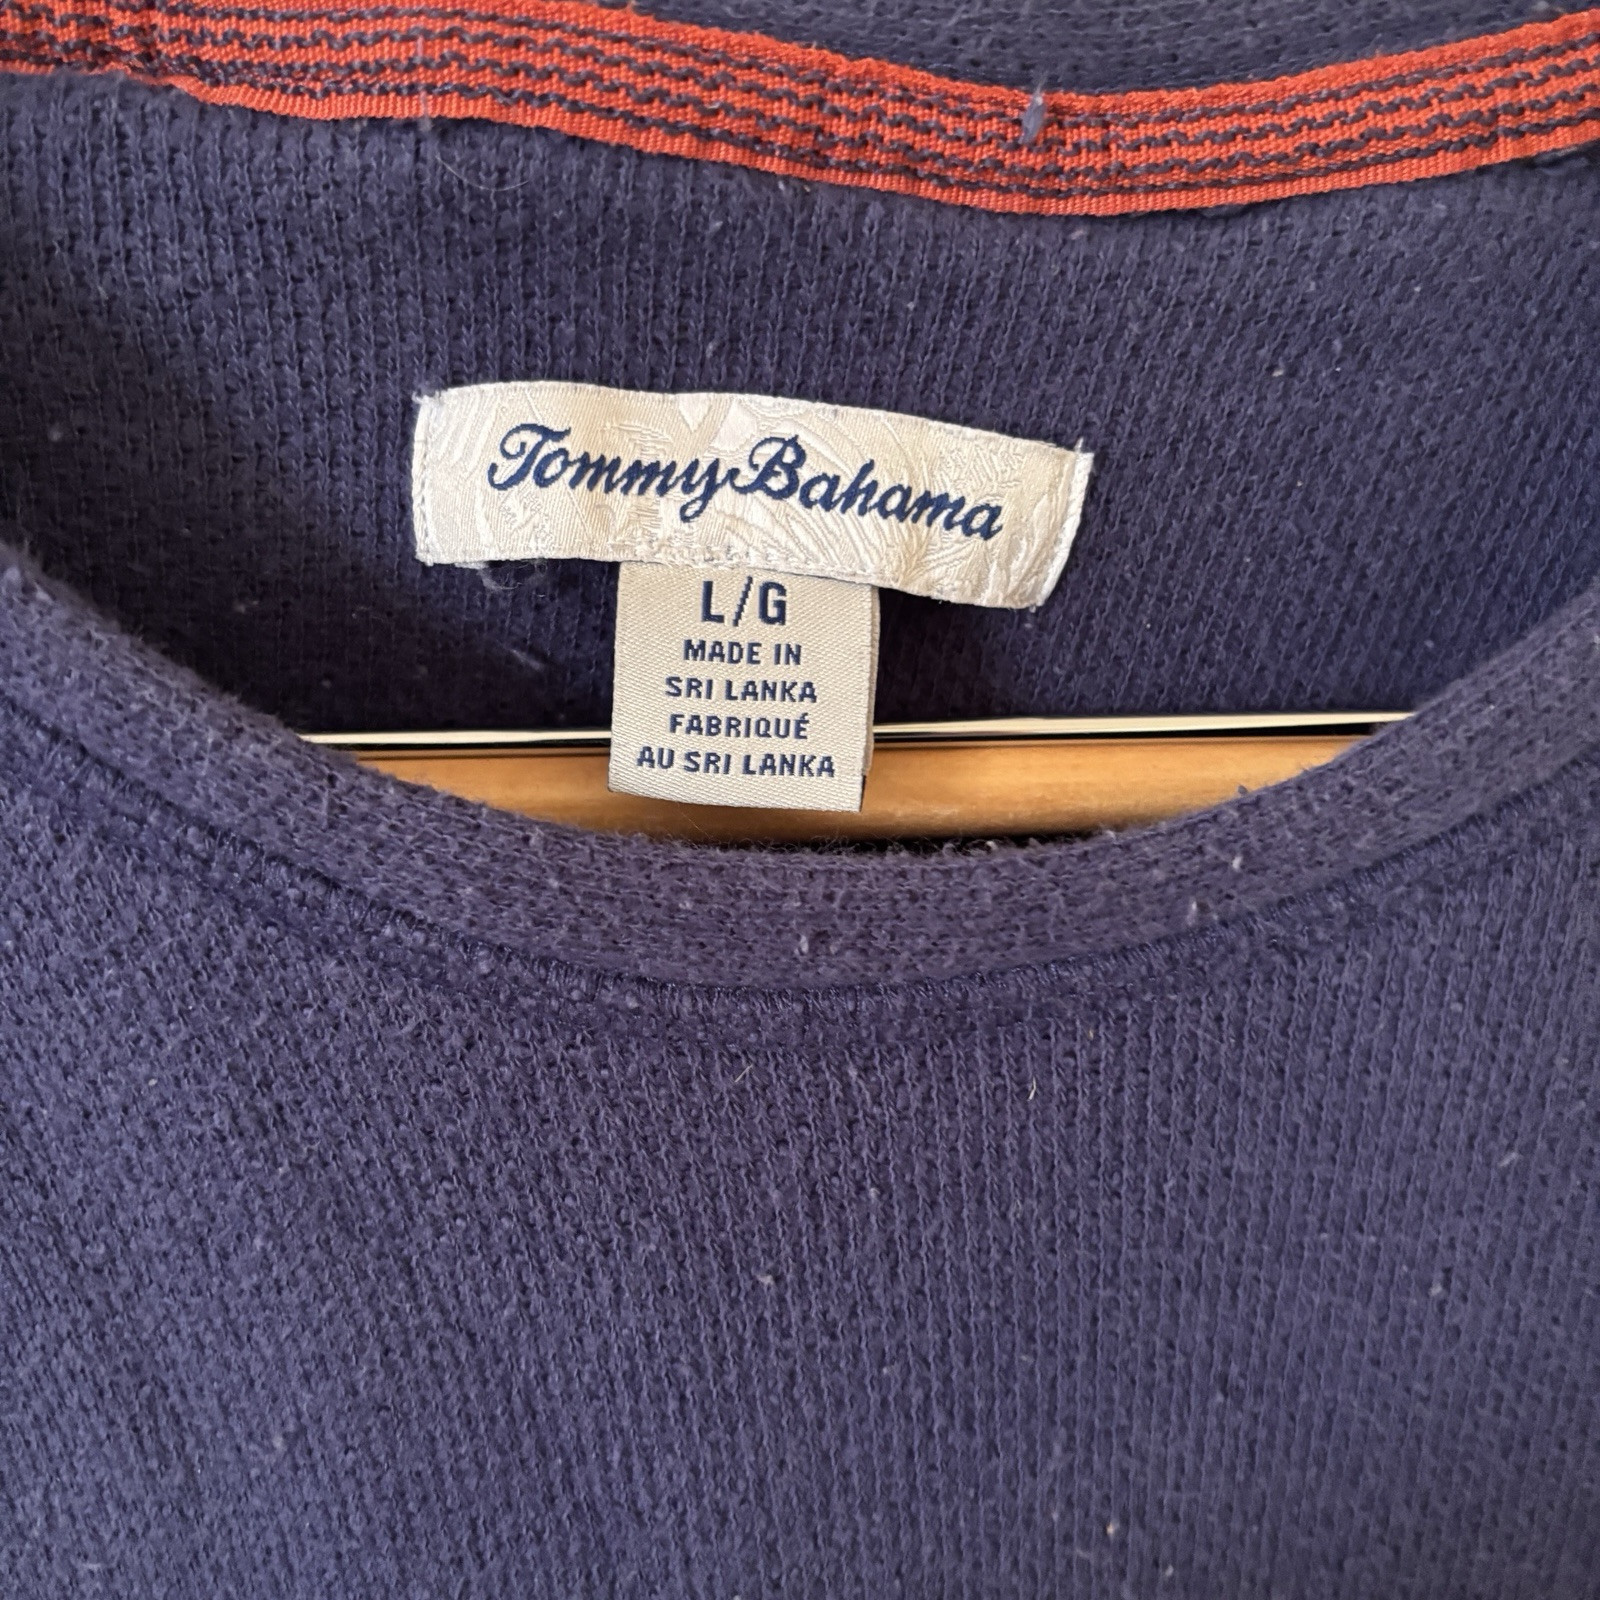 Tommy Bahama
L/G
MADE IN
SRI LANKA
FABRIQUÉ
AU SRI LANKA